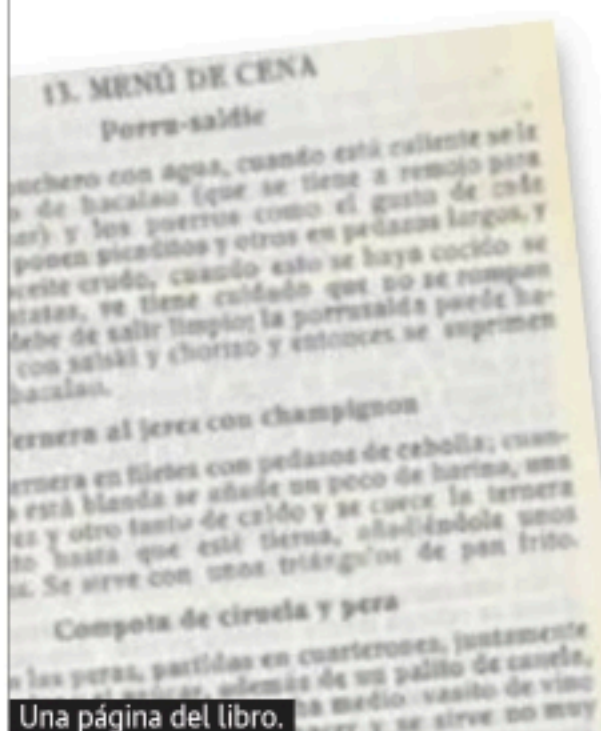 13. MENÚ DE CENA
Porru-saldie
puchero con agua, cuando está caliente se le
de bacalao (que se tiene a remojo para
y los puerros como el gusto de cada
ponen picaditos y otros en pedazos largos, y
aceite crudo, cuando esto se haya cocido se
patatas, se tiene cuidado que no se rompan
debe de salir limpio; la porrusalda puede ha-
con salski y chorizo y entonces se suprimen
bacalao.
Ternera al jerez con champignon
ternera en filetes con pedazos de cebolla; cuan-
está blanda se añade un poco de harina, una
y otro tanto de caldo y se cuece la ternera
hasta que esté tierna, añadiéndole unos
Se sirve con unos triángulos de pan frito.
Compota de ciruela y pera
las peras, partidas en cuarterones, juntamente
además de un palito de canela,
medio vasito de vino
y se sirve no muy
Una página del libro.